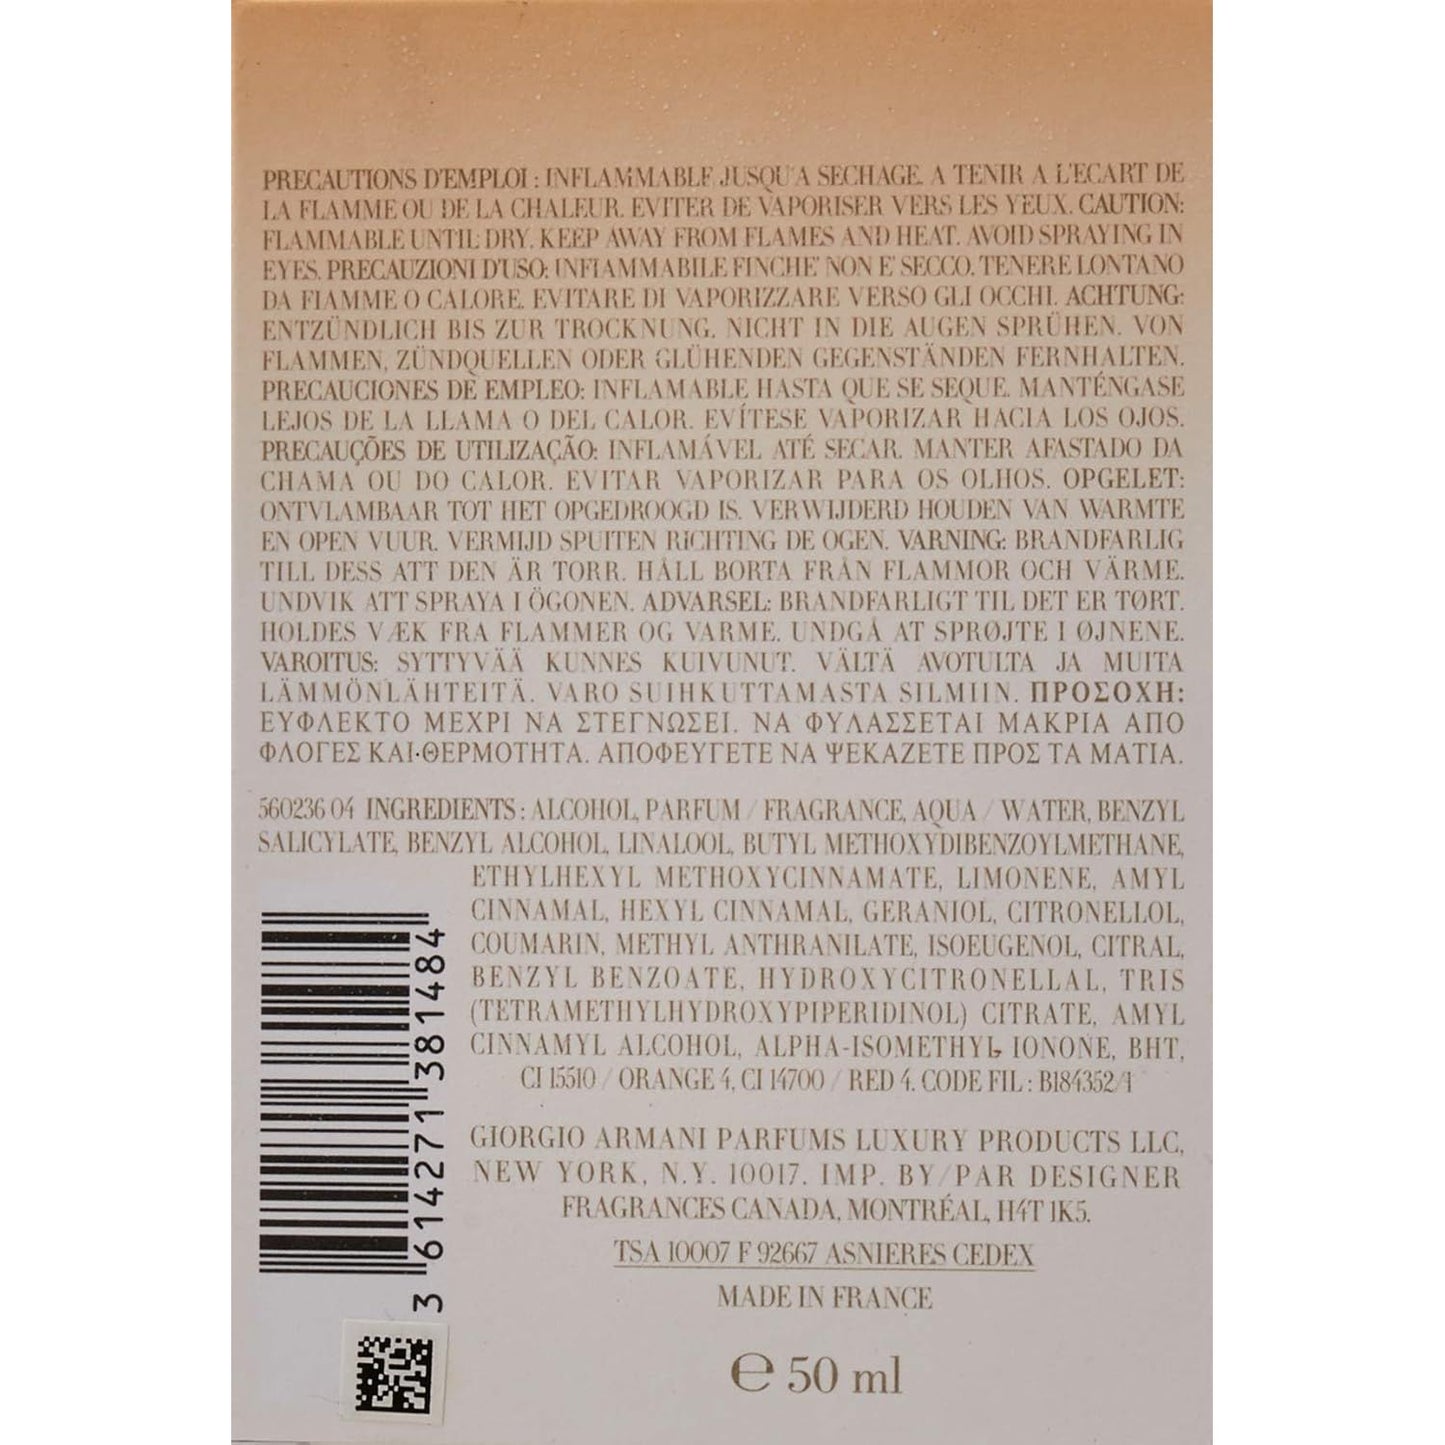 PRECAUTIONS D'EMPLOI : INFLAMMABLE JUSQU'A SECHAGE. A TENIR A L'ECART DE
LA FLAMME OU DE LA CHALEUR. EVITER DE VAPORISER VERS LES YEUX. CAUTION:
FLAMMABLE UNTIL DRY. KEEP AWAY FROM FLAMES AND HEAT. AVOID SPRAYING IN
EYES. PRECAUZIONI D'USO: INFIAMMABILE FINCHE' NON E' SECCO. TENERE LONTANO
DA FIAMME O CALORE. EVITARE DI VAPORIZZARE VERSO GLI OCCHI. ACHTUNG:
ENTZÜNDLICH BIS ZUR TROCKNUNG. NICHT IN DIE AUGEN SPRÜHEN. VON
FLAMMEN, ZÜNDQUELLEN ODER GLÜHENDEN GEGENSTÄNDEN FERNHALTEN.
PRECAUCIONES DE EMPLEO: INFLAMABLE HASTA QUE SE SEQUE. MANTÉNGASE
LEJOS DE LA LLAMA O DEL CALOR. EVÍTESE VAPORIZAR HACIA LOS OJOS.
PRECAUÇÕES DE UTILIZAÇÃO: INFLAMÁVEL ATÉ SECAR. MANTER AFASTADO DA
CHAMA OU DO CALOR. EVITAR VAPORIZAR PARA OS OLHOS. OPGELET:
ONTVLAMBAAR TOT HET OPGEDROOGD IS. VERWIJDERD HOUDEN VAN WARMTE
EN OPEN VUUR. VERMIJD SPUITEN RICHTING DE OGEN. VARNING: BRANDFARLIG
TILL DESS ATT DEN ÄR TORR. HÅLL BORTA FRÅN FLAMMOR OCH VÄRME.
UNDVIK ATT SPRAYA I ÖGONEN. ADVARSEL: BRANDFARLIGT TIL DET ER TØRT.
HOLDES VÆK FRA FLAMMER OG VARME. UNDGÅ AT SPRØJTE I ØJNENE.
VAROITUS: SYTTYVÄÄ KUNNES KUIVUNUT. VÄLTÄ AVOTULTA JA MUITA
LÄMMÖNLÄHTEITÄ. VARO SUIHKUTTAMASTA SILMIIN. ΠΡΟΣΟΧΗ:
ΕΥΦΛΕΚΤΟ ΜΕΧΡΙ ΝΑ ΣΤΕΓΝΩΣΕΙ. ΝΑ ΦΥΛΑΣΣΕΤΑΙ ΜΑΚΡΙΑ ΑΠΟ
ΦΛΟΓΕΣ ΚΑΙ·ΘΕΡΜΟΤΗΤΑ. ΑΠΟΦΕΥΓΕΤΕ ΝΑ ΨΕΚΑΖΕΤΕ ΠΡΟΣ ΤΑ ΜΑΤΙΑ.
560236 04 INGREDIENTS : ALCOHOL, PARFUM / FRAGRANCE, AQUA / WATER, BENZYL
SALICYLATE, BENZYL ALCOHOL, LINALOOL, BUTYL METHOXYDIBENZOYLMETHANE,
ETHYLHEXYL METHOXYCINNAMATE, LIMONENE, AMYL
CINNAMAL, HEXYL CINNAMAL, GERANIOL, CITRONELLOL,
COUMARIN, METHYL ANTHRANILATE, ISOEUGENOL, CITRAL,
BENZYL BENZOATE, HYDROXYCITRONELLAL, TRIS
(TETRAMETHYLHYDROXYPIPERIDINOL) CITRATE, AMYL
CINNAMYL ALCOHOL, ALPHA-ISOMETHYL IONONE, BHT,
CI 15510 / ORANGE 4, CI 14700 / RED 4. CODE FIL : B184352/1
GIORGIO ARMANI PARFUMS LUXURY PRODUCTS LLC,
NEW YORK, N.Y. 10017. IMP. BY/PAR DESIGNER
FRAGRANCES CANADA, MONTRÉAL, H4T 1K5.
TSA 10007 F 92667 ASNIERES CEDEX
MADE IN FRANCE
℮ 50 ml
3 614271 381484